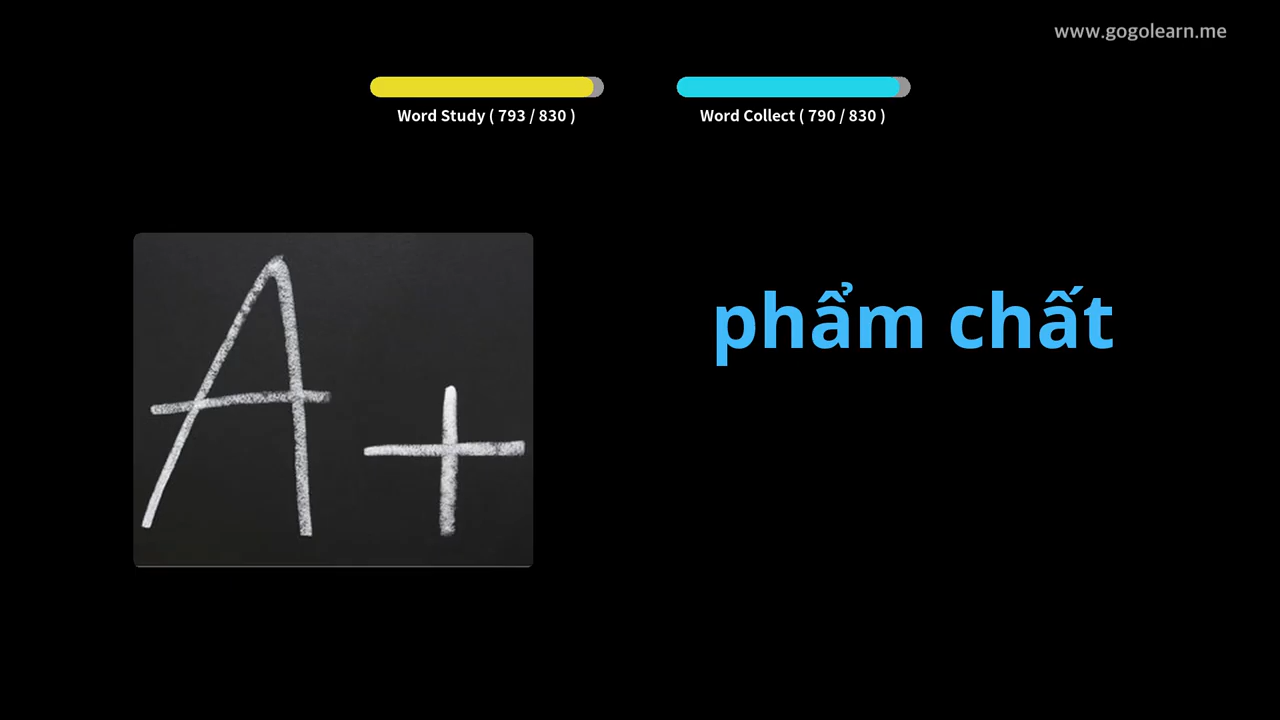 www.gogolearn.me
Word Study ( 793 / 830 )
Word Collect ( 790 / 830 )
A+
phẩm chất